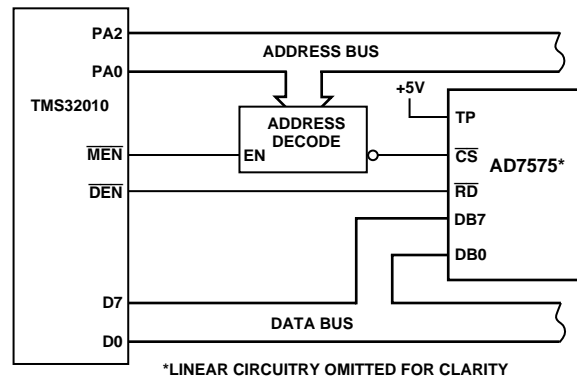 PA2
ADDRESS BUS
PA0
+5V
TMS32010
TP
ADDRESS
DECODE
MEN
EN
CS
AD7575*
DEN
RD
DB7
DB0
D7
DATA BUS
D0
*LINEAR CIRCUITRY OMITTED FOR CLARITY